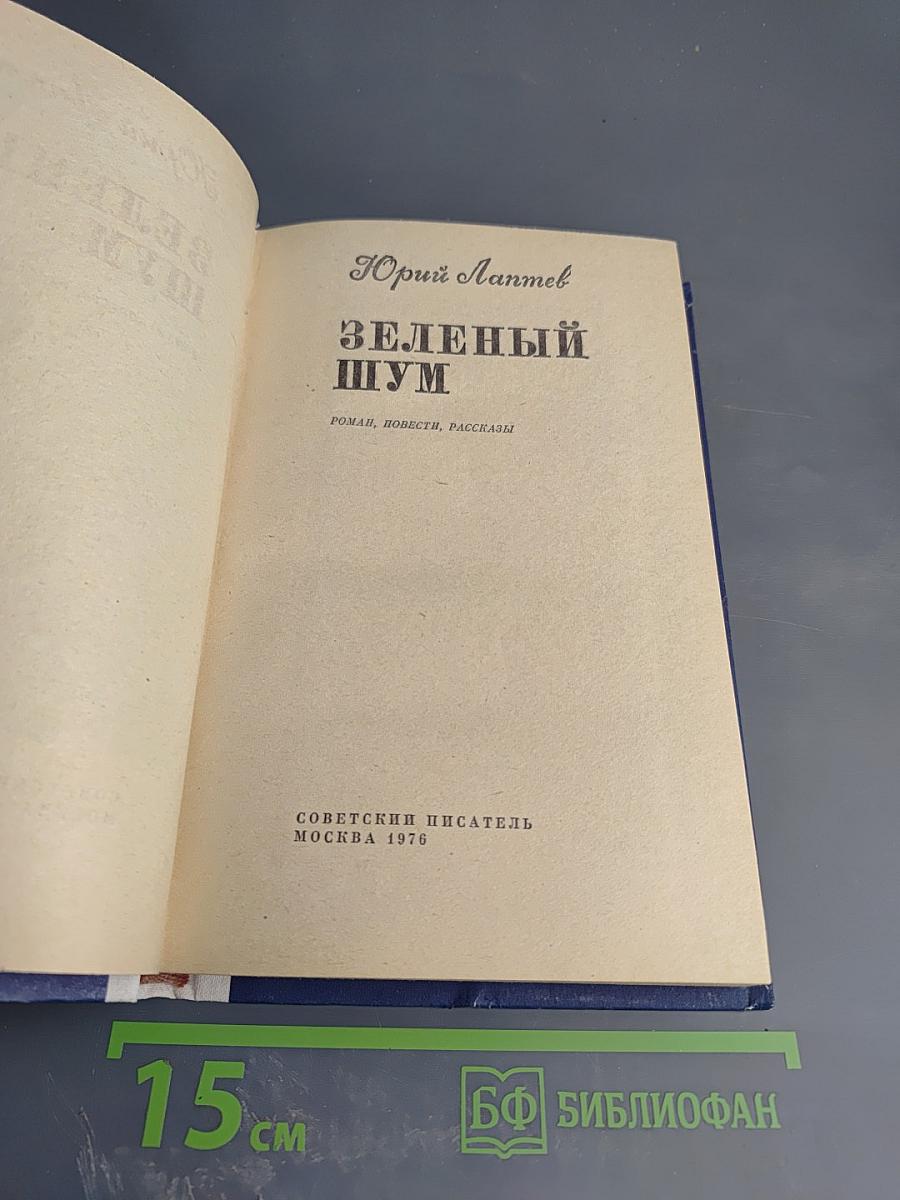 Юрий Лаптев
ЗЕЛЕНЫЙ
ШУМ
РОМАН, ПОВЕСТИ, РАССКАЗЫ
СОВЕТСКИЙ ПИСАТЕЛЬ
МОСКВА 1976
15 см
БФ БИБЛИОФАН